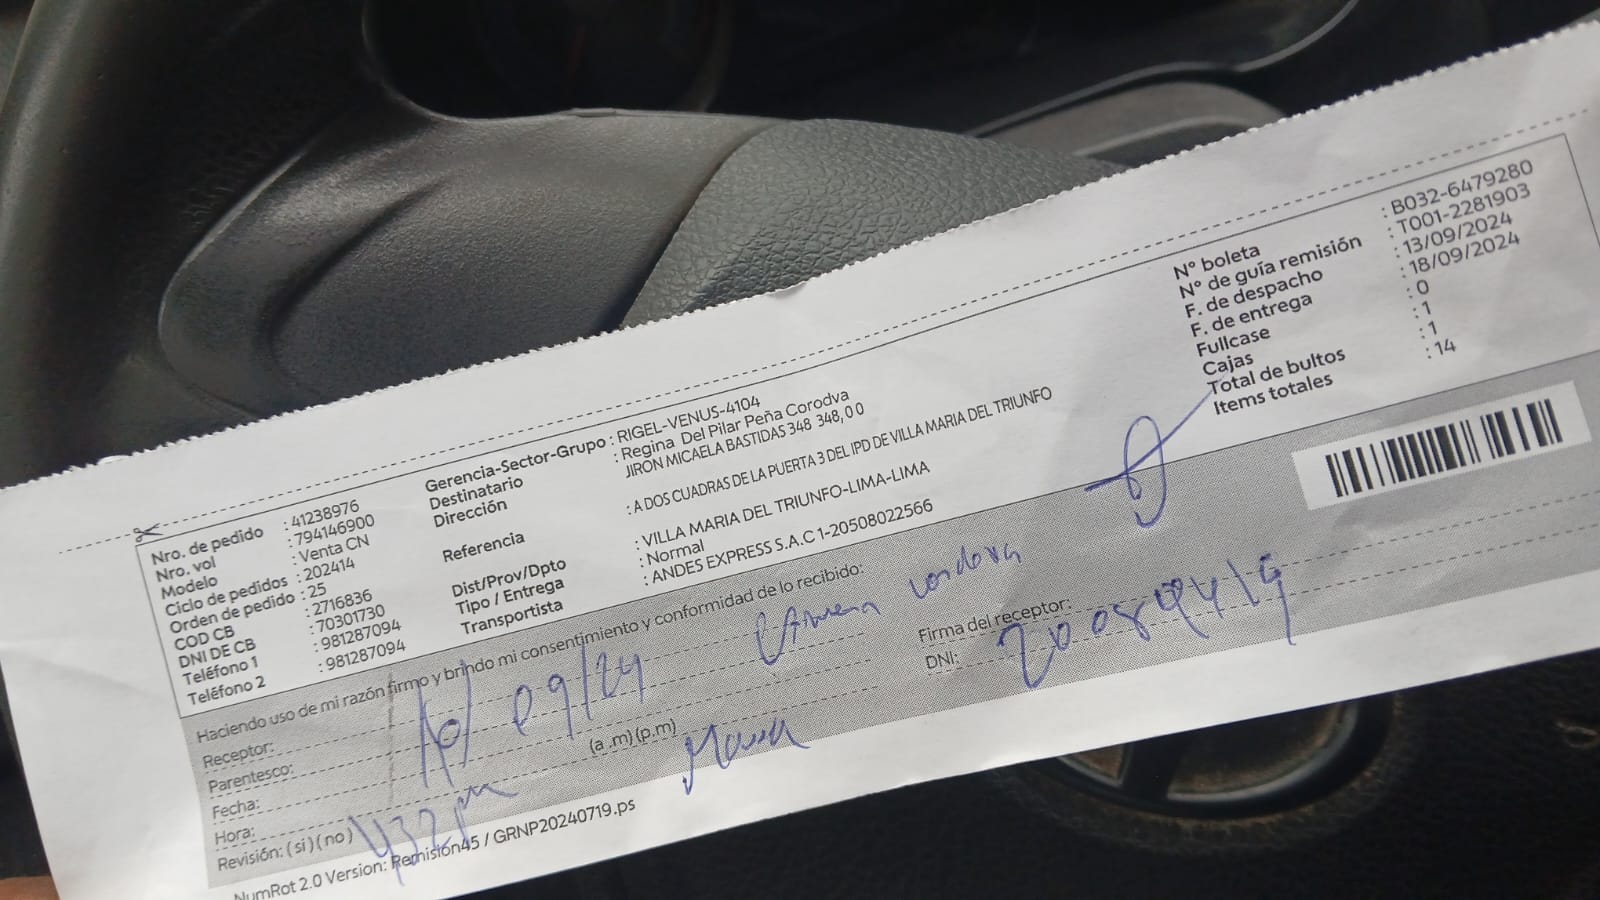 Nro. de pedido : 41238976
Nro. vol : 794146900
Modelo : Venta CN
Ciclo de pedidos : 202414
Orden de pedido : 25
COD CB : 2716836
DNI DE CB : 70301730
Teléfono 1 : 981287094
Teléfono 2 : 981287094
Gerencia-Sector-Grupo : RIGEL-VENUS-4104
Destinatario : Regina Del Pilar Peña Corodva
Dirección JIRON MICAELA BASTIDAS 348 348,00
Referencia : A DOS CUADRAS DE LA PUERTA 3 DEL IPD DE VILLA MARIA DEL TRIUNFO
Dist/Prov/Dpto : VILLA MARIA DEL TRIUNFO-LIMA-LIMA
Tipo / Entrega : Normal
Transportista : ANDES EXPRESS S.A.C 1-20508022566
N° boleta : B032-6479280
N° de guía remisión : T001-2281903
F. de despacho : 13/09/2024
F. de entrega : 18/09/2024
Fullcase : 0
Cajas : 1
Total de bultos : 1
Items totales : 14
Haciendo uso de mi razón firmo y brindo mi consentimiento y conformidad de lo recibido:
Receptor:
Parentesco:
Fecha: 09/24
Hora: (a .m) (p.m)
Revisión: ( si ) ( no )
Firma del receptor:
DNI:
NumRot 2.0 Version: Remision45 / GRNP20240719.ps